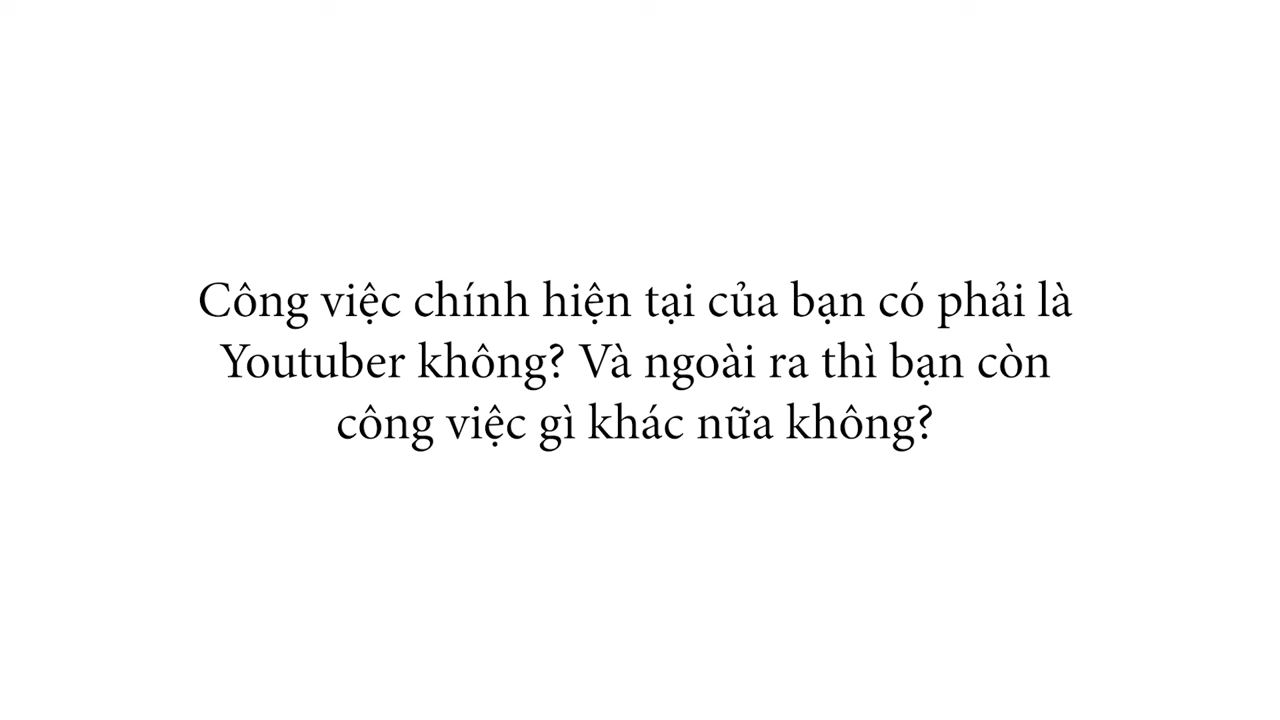 Công việc chính hiện tại của bạn có phải là
Youtuber không? Và ngoài ra thì bạn còn
công việc gì khác nữa không?